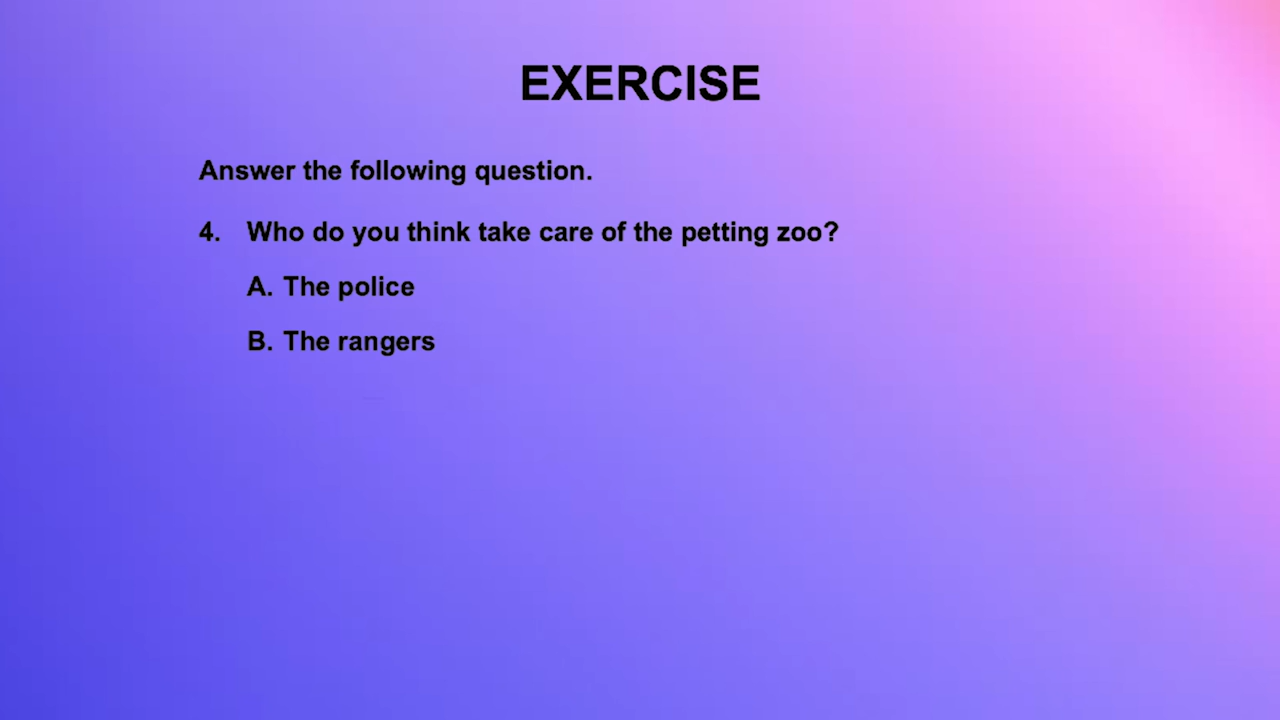 EXERCISE
Answer the following question.
4. Who do you think take care of the petting zoo?
A. The police
B. The rangers